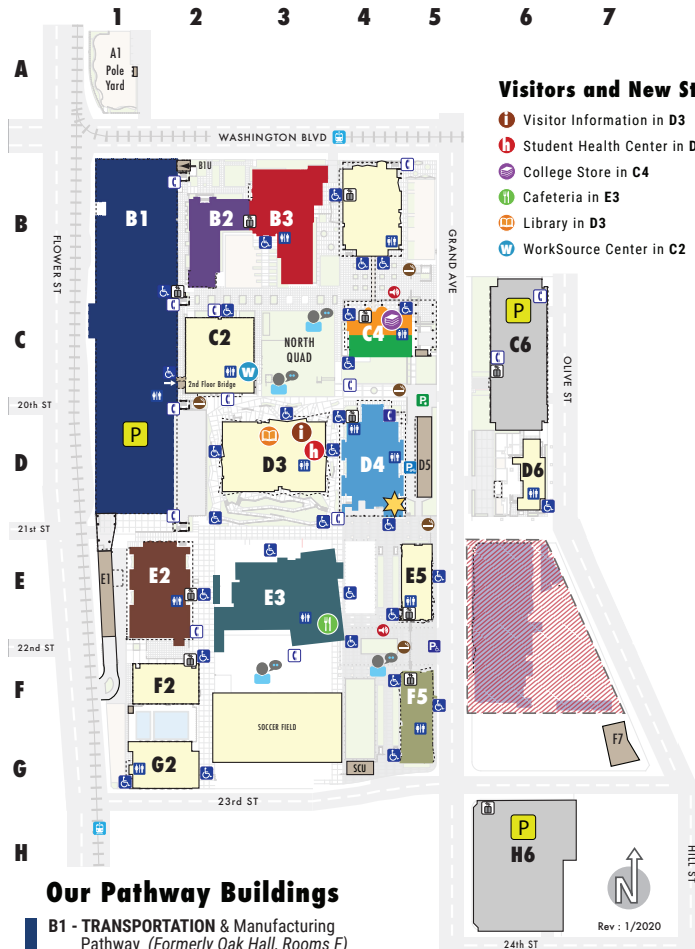 1 2 3 4 5 6 7
A
A1
Pole
Yard
Visitors and New St
i Visitor Information in D3
h Student Health Center in D
College Store in C4
Cafeteria in E3
Library in D3
W WorkSource Center in C2
WASHINGTON BLVD
B1U
B
B1
B2
B3
FLOWER ST
GRAND AVE
C
C2
NORTH
QUAD
C4
P
C6
OLIVE ST
W
2nd Floor Bridge
20th ST
P
D
P
i
h
D3
D4
P
D5
D6
21st ST
E
E1
E2
E3
E5
22nd ST
P
F
F2
F5
SOCCER FIELD
F7
G
G2
SCU
23rd ST
H
P
H6
N
HILL ST
Rev : 1/2020
24th ST
Our Pathway Buildings
B1 - TRANSPORTATION & Manufacturing
Pathway (Formerly Oak Hall, Rooms F)